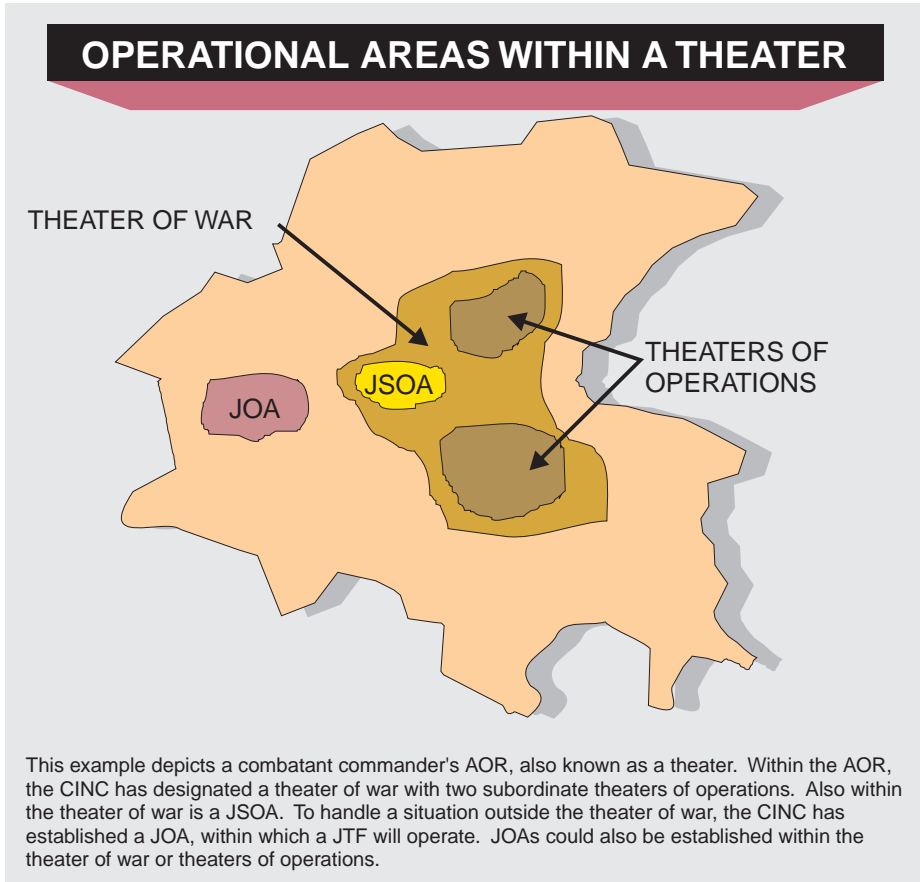 OPERATIONAL AREAS WITHIN A THEATER
THEATER OF WAR
THEATERS OF
OPERATIONS
JSOA
JOA
This example depicts a combatant commander's AOR, also known as a theater. Within the AOR,
the CINC has designated a theater of war with two subordinate theaters of operations. Also within
the theater of war is a JSOA. To handle a situation outside the theater of war, the CINC has
established a JOA, within which a JTF will operate. JOAs could also be established within the
theater of war or theaters of operations.